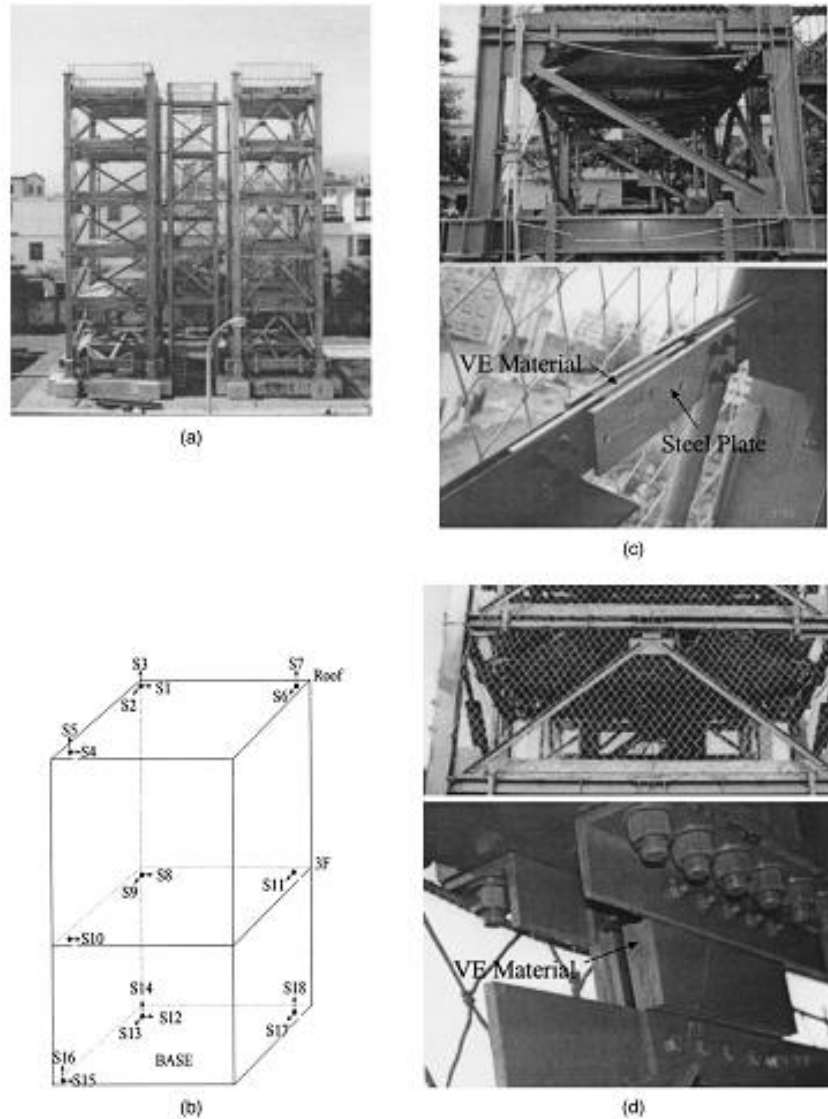 (a)
VE Material
Steel Plate
(c)
S3
S7
Roof
S2
S1
S6
S5
S4
3F
S9
S8
S11
S10
S14
S18
S13
S12
S17
S16
S15
BASE
(b)
VE Material
(d)